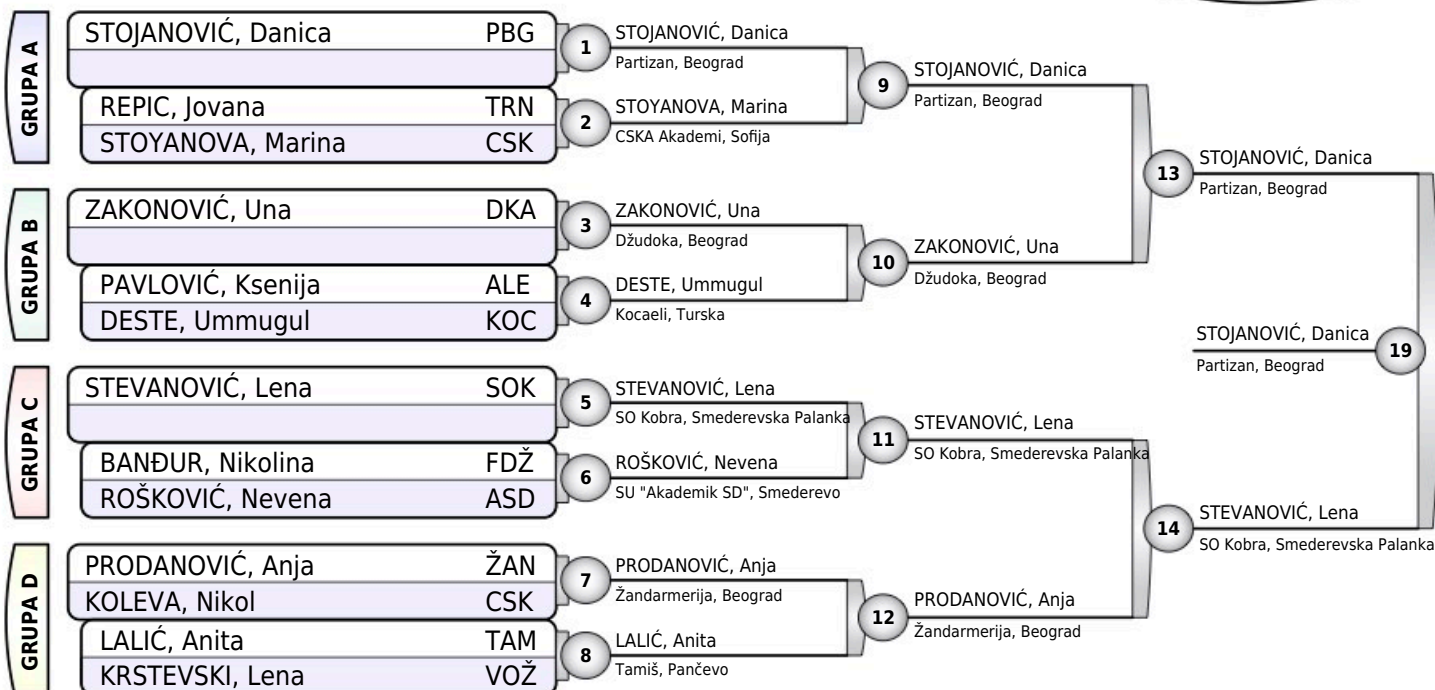 GRUPA A
STOJANOVIĆ, Danica PBG
REPIC, Jovana TRN
STOYANOVA, Marina CSK
1
STOJANOVIĆ, Danica
Partizan, Beograd
2
STOYANOVA, Marina
CSKA Akademi, Sofija
9
STOJANOVIĆ, Danica
Partizan, Beograd
GRUPA B
ZAKONOVIĆ, Una DKA
PAVLOVIĆ, Ksenija ALE
DESTE, Ummugul KOC
3
ZAKONOVIĆ, Una
Džudoka, Beograd
4
DESTE, Ummugul
Kocaeli, Turska
10
ZAKONOVIĆ, Una
Džudoka, Beograd
13
STOJANOVIĆ, Danica
Partizan, Beograd
GRUPA C
STEVANOVIĆ, Lena SOK
BANĐUR, Nikolina FDŽ
ROŠKOVIĆ, Nevena ASD
5
STEVANOVIĆ, Lena
SO Kobra, Smederevska Palanka
6
ROŠKOVIĆ, Nevena
SU "Akademik SD", Smederevo
11
STEVANOVIĆ, Lena
SO Kobra, Smederevska Palanka
GRUPA D
PRODANOVIĆ, Anja ŽAN
KOLEVA, Nikol CSK
LALIĆ, Anita TAM
KRSTEVSKI, Lena VOŽ
7
PRODANOVIĆ, Anja
Žandarmerija, Beograd
8
LALIĆ, Anita
Tamiš, Pančevo
12
PRODANOVIĆ, Anja
Žandarmerija, Beograd
14
STEVANOVIĆ, Lena
SO Kobra, Smederevska Palanka
STOJANOVIĆ, Danica
Partizan, Beograd
19